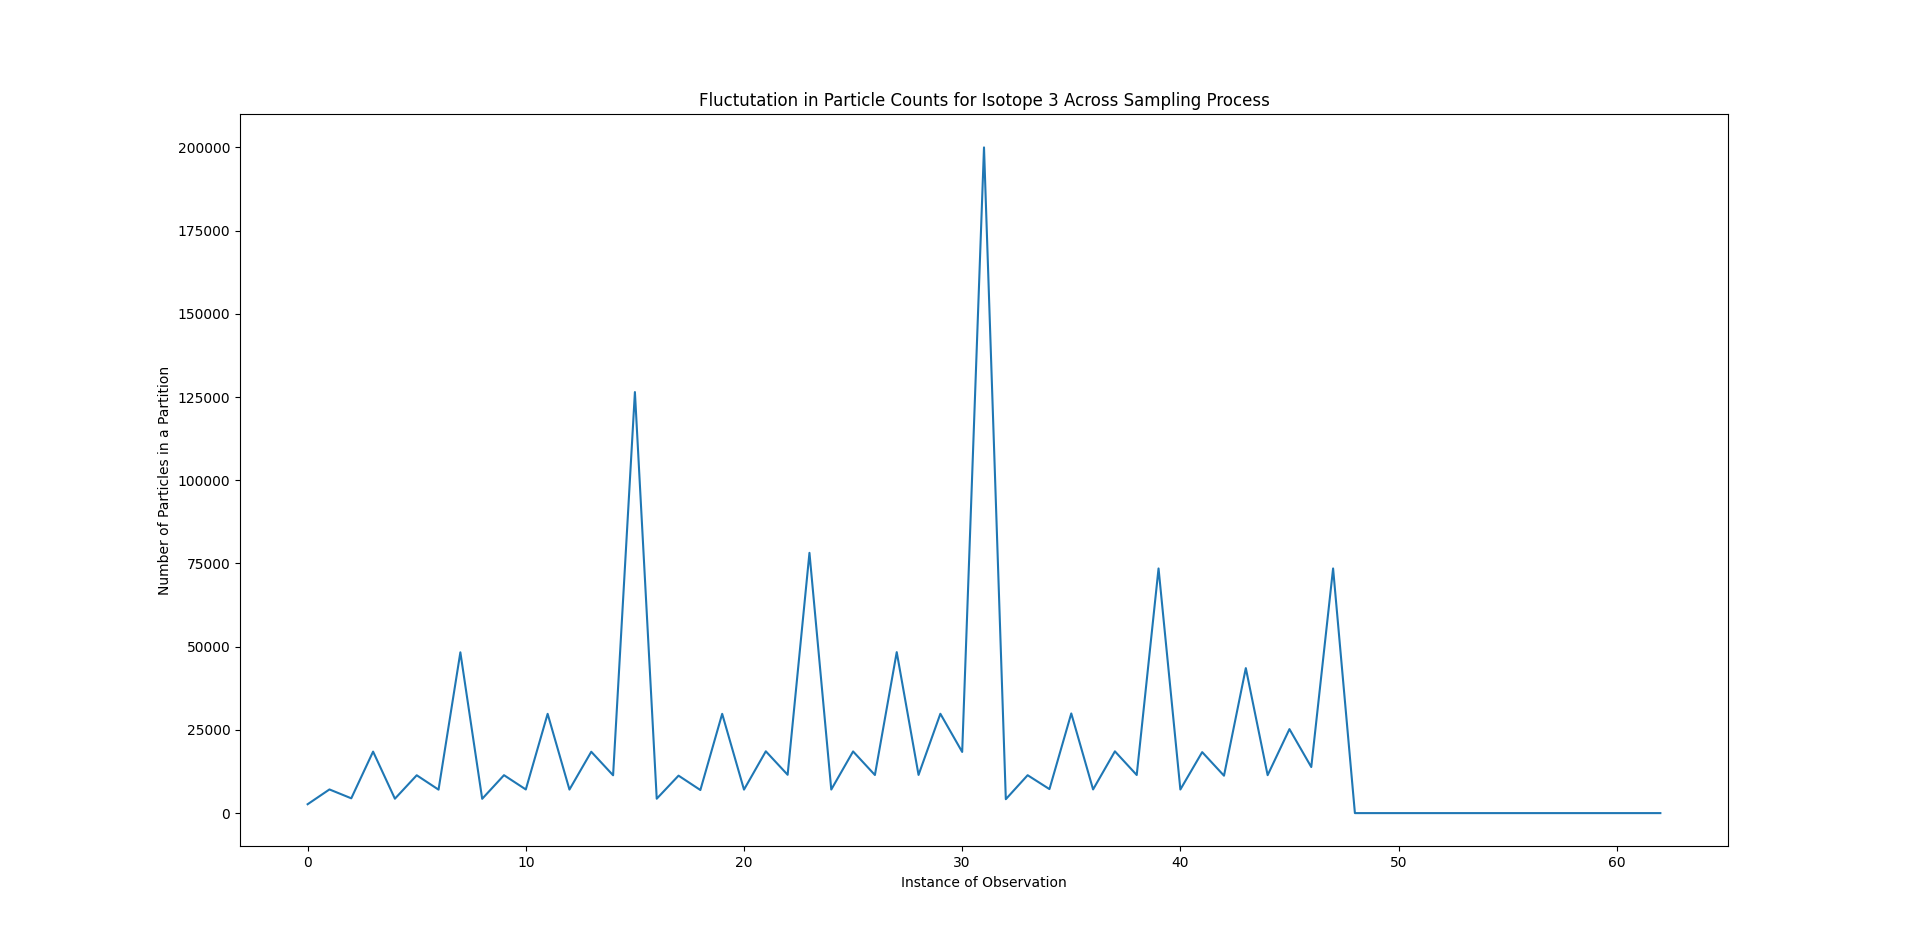 Fluctutation in Particle Counts for Isotope 3 Across Sampling Process
200000
175000
150000
125000
100000
75000
50000
25000
0
Number of Particles in a Partition
0 10 20 30 40 50 60
Instance of Observation